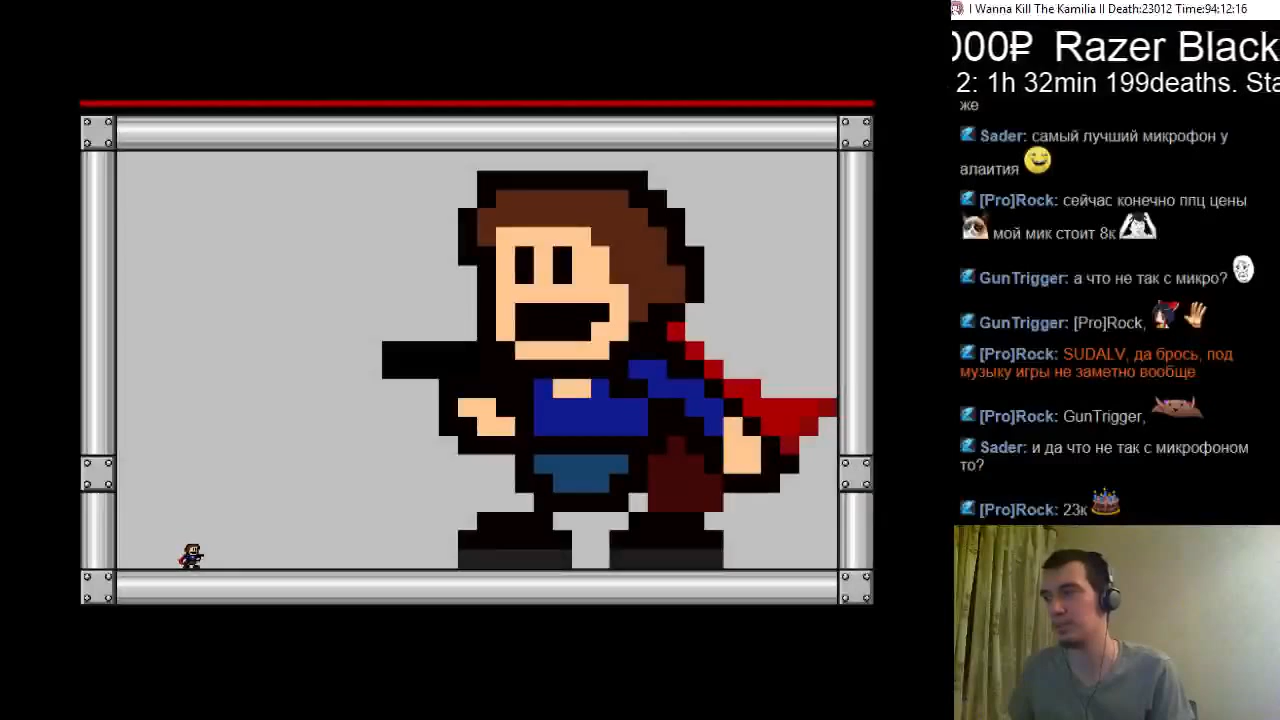 I Wanna Kill The Kamilia II Death:23012 Time:94:12:16
000₽ Razer Black
2: 1h 32min 199deaths. Sta
же
Sader: самый лучший микрофон у
алаития
[Pro]Rock: сейчас конечно ппц цены
мой мик стоит 8к
GunTrigger: а что не так с микро?
GunTrigger: [Pro]Rock,
[Pro]Rock: SUDALV, да брось, под
музыку игры не заметно вообще
[Pro]Rock: GunTrigger,
Sader: и да что не так с микрофоном
то?
[Pro]Rock: 23к